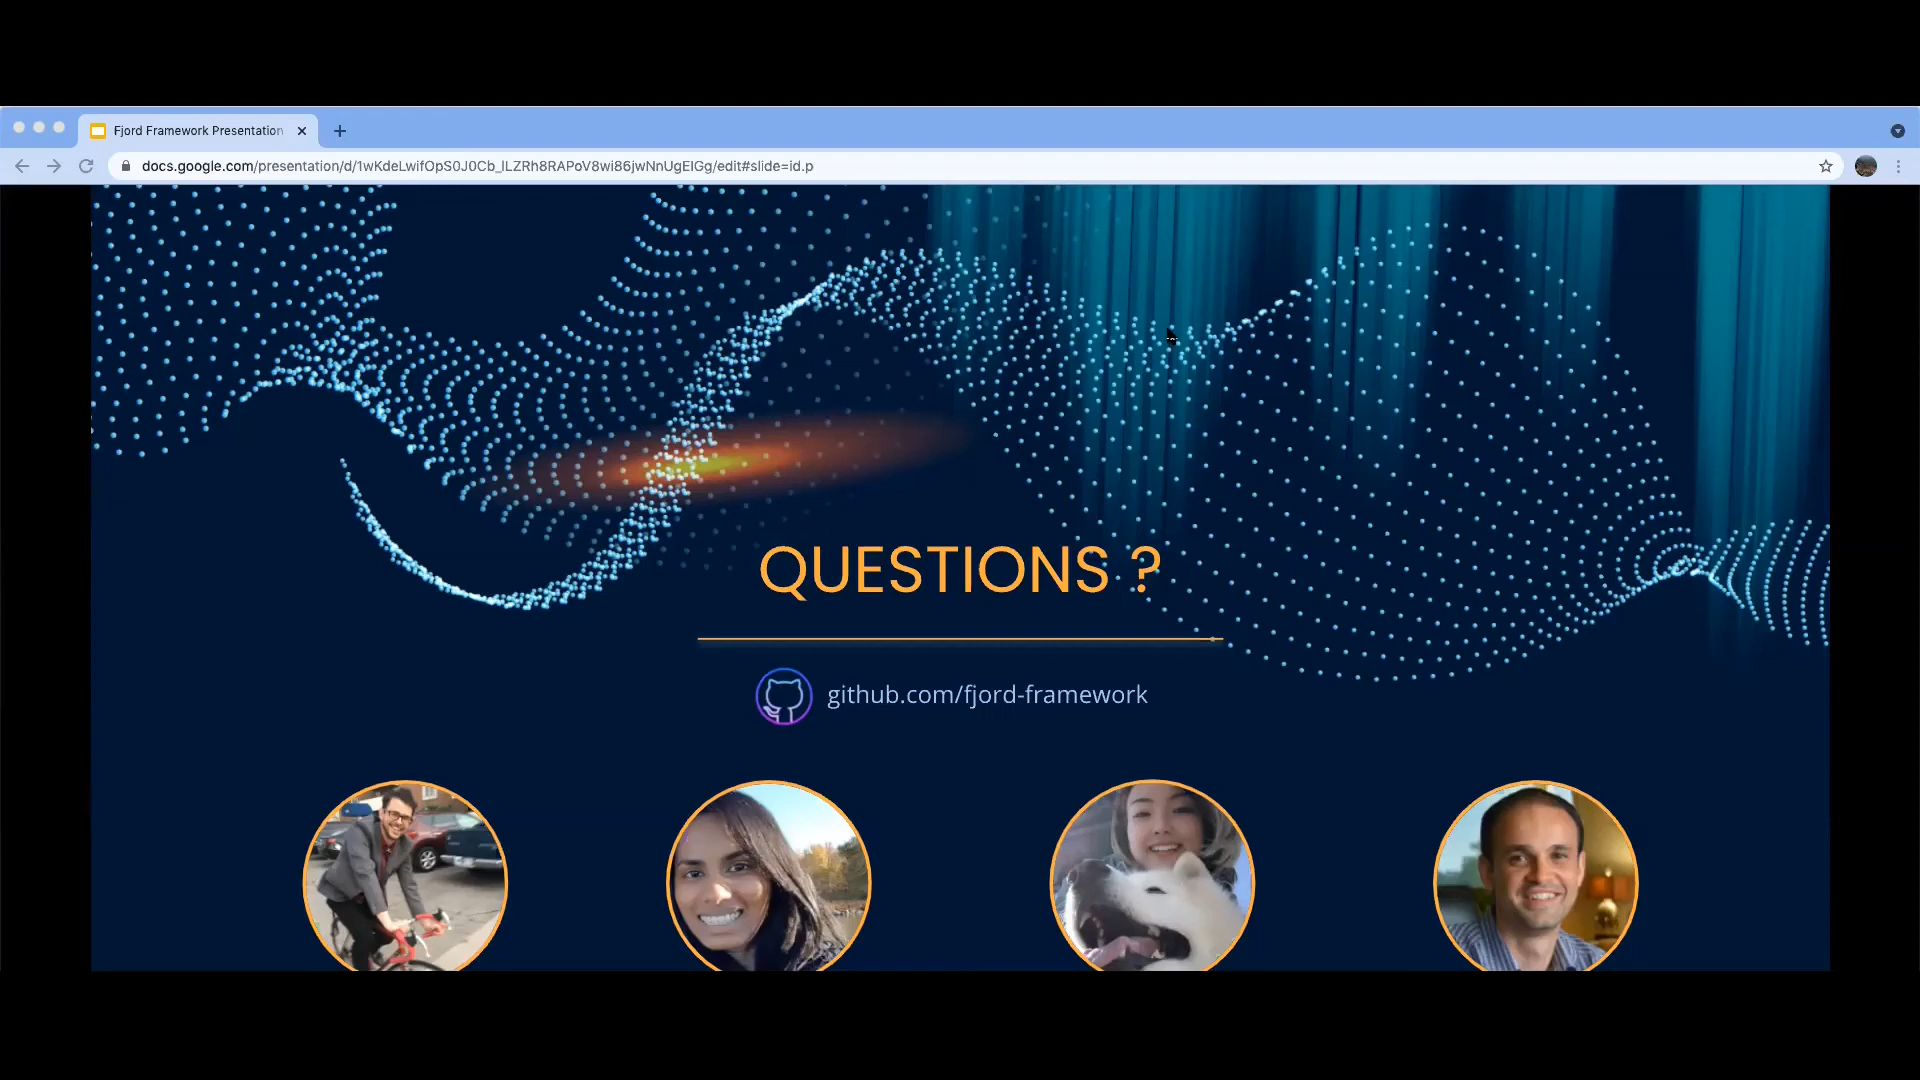 Fjord Framework Presentation
docs.google.com/presentation/d/1wKdeLwifOpS0J0Cb_lLZRh8RAPoV8wi86jwNnUgElGg/edit#slide=id.p
QUESTIONS ?
github.com/fjord-framework